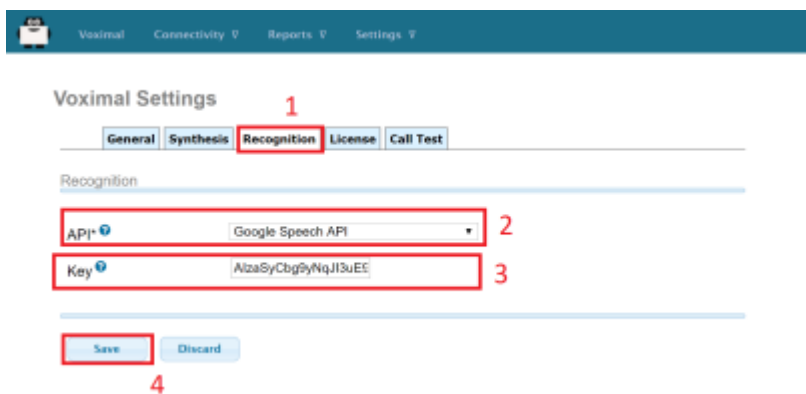 Voximal Connectivity ∇ Reports ∇ Settings ∇
Voximal Settings
1
General Synthesis Recognition License Call Test
Recognition
API* ? Google Speech API ▼ 2
Key ? AIzaSyCbg9yNqJI3uE9 3
Save Discard
4